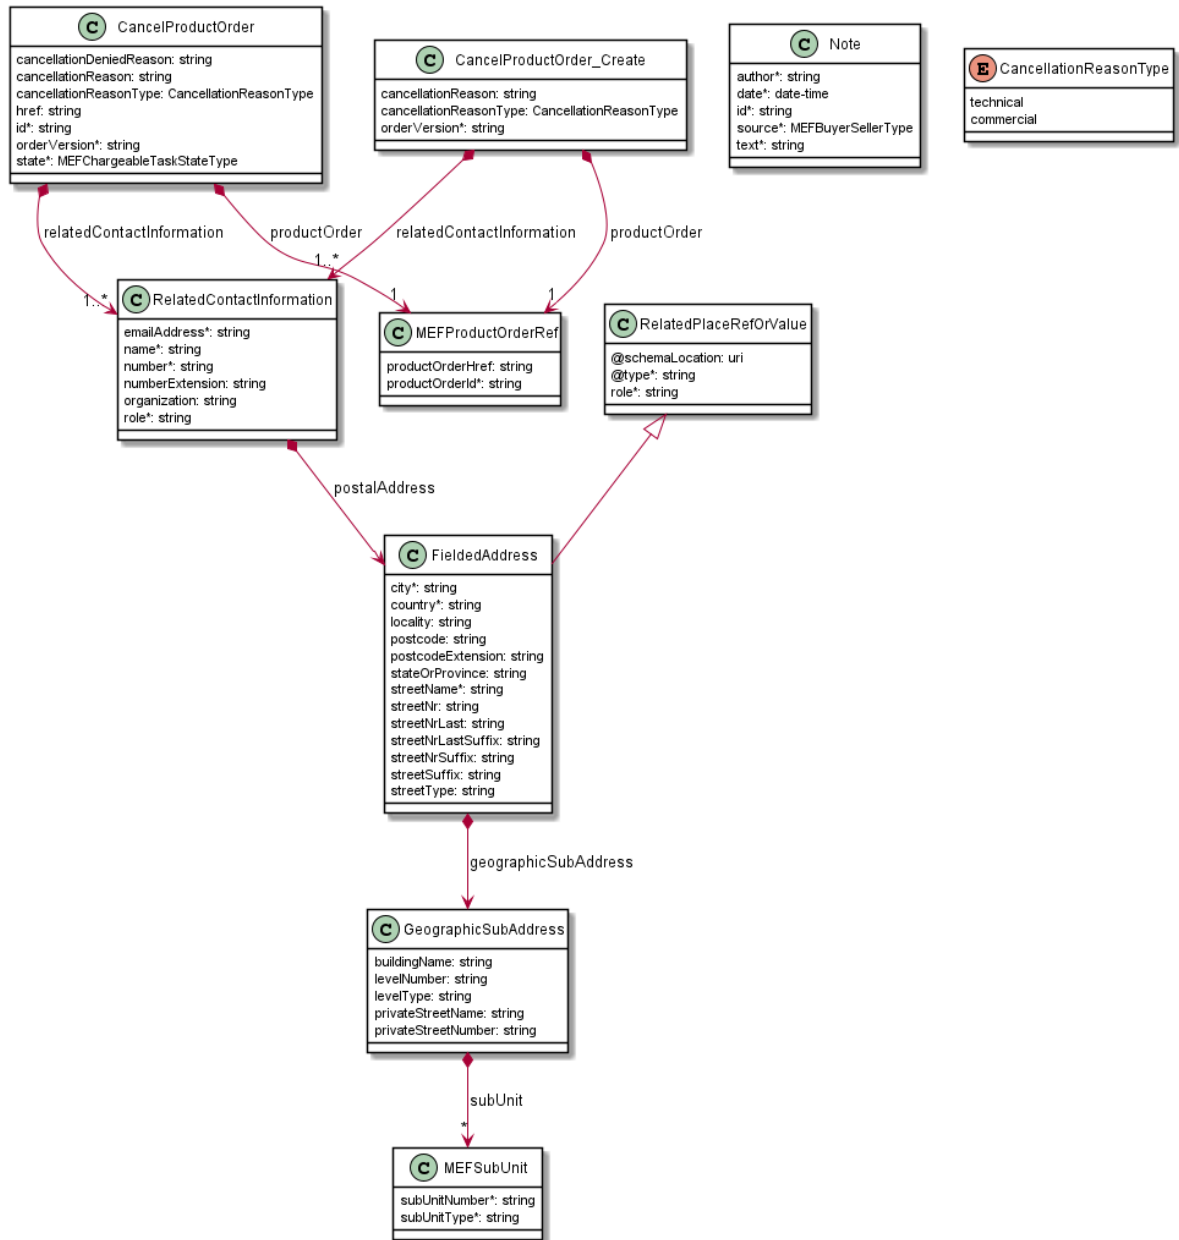 C CancelProductOrder
cancellationDeniedReason: string
cancellationReason: string
cancellationReasonType: CancellationReasonType
href: string
id*: string
orderVersion*: string
state*: MEFChargeableTaskStateType
C CancelProductOrder_Create
cancellationReason: string
cancellationReasonType: CancellationReasonType
orderVersion*: string
C Note
author*: string
date*: date-time
id*: string
source*: MEFBuyerSellerType
text*: string
E CancellationReasonType
technical
commercial
relatedContactInformation
productOrder
relatedContactInformation
productOrder
1..*
1..*
1
1
C RelatedContactInformation
emailAddress*: string
name*: string
number*: string
numberExtension: string
organization: string
role*: string
C MEFProductOrderRef
productOrderHref: string
productOrderId*: string
C RelatedPlaceRefOrValue
@schemaLocation: uri
@type*: string
role*: string
postalAddress
C FieldedAddress
city*: string
country*: string
locality: string
postcode: string
postcodeExtension: string
stateOrProvince: string
streetName*: string
streetNr: string
streetNrLast: string
streetNrLastSuffix: string
streetNrSuffix: string
streetSuffix: string
streetType: string
geographicSubAddress
C GeographicSubAddress
buildingName: string
levelNumber: string
levelType: string
privateStreetName: string
privateStreetNumber: string
subUnit
*
C MEFSubUnit
subUnitNumber*: string
subUnitType*: string